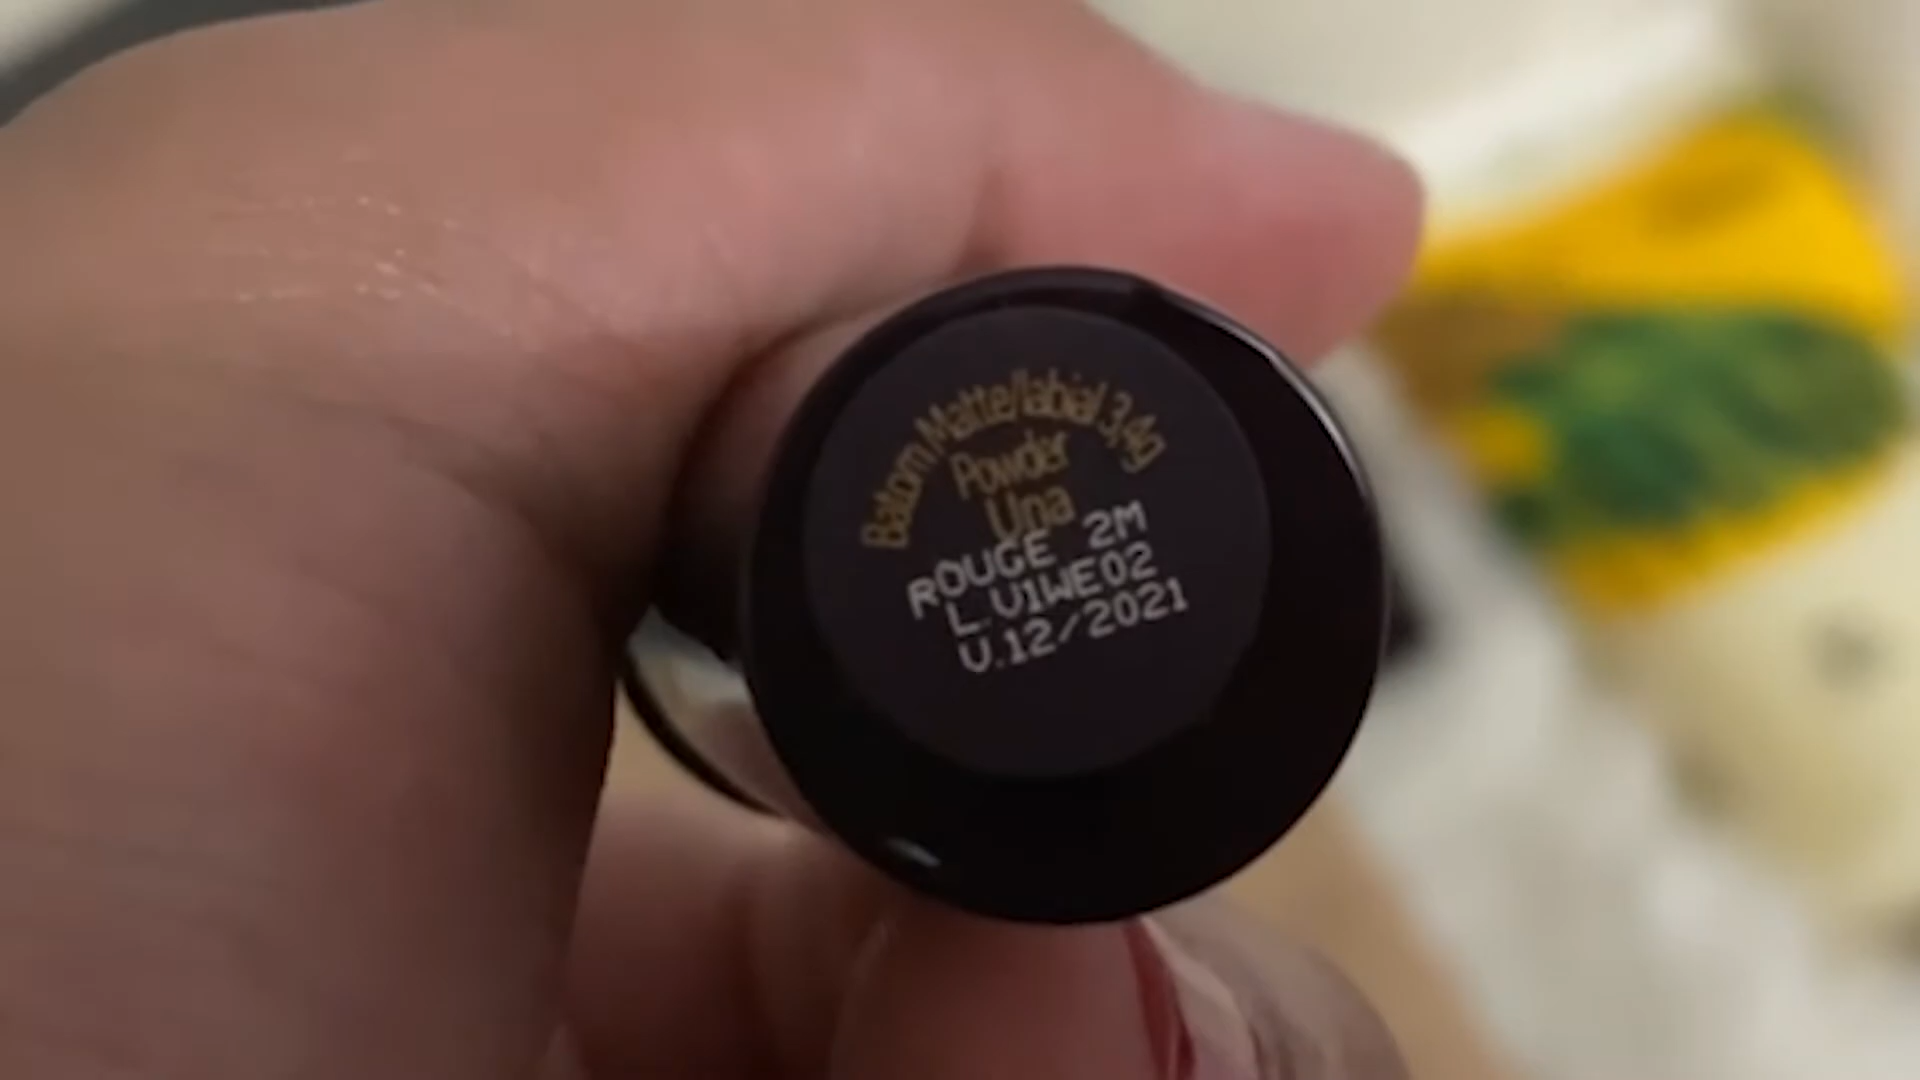 Batom Matte/labial 3,4g
Powder
Una
ROUGE 2M
L.V1WE02
V.12/2021